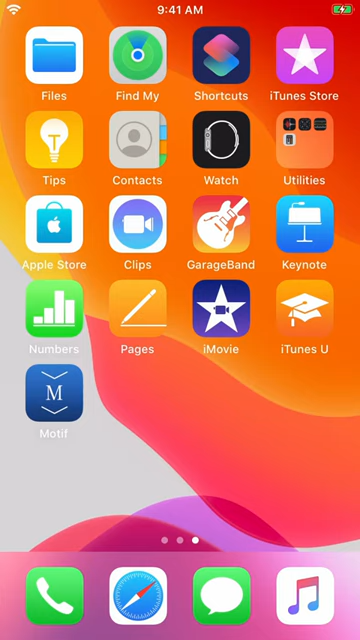 9:41 AM
Files Find My Shortcuts iTunes Store
Tips Contacts Watch Utilities
Apple Store Clips GarageBand Keynote
Numbers Pages iMovie iTunes U
M
Motif